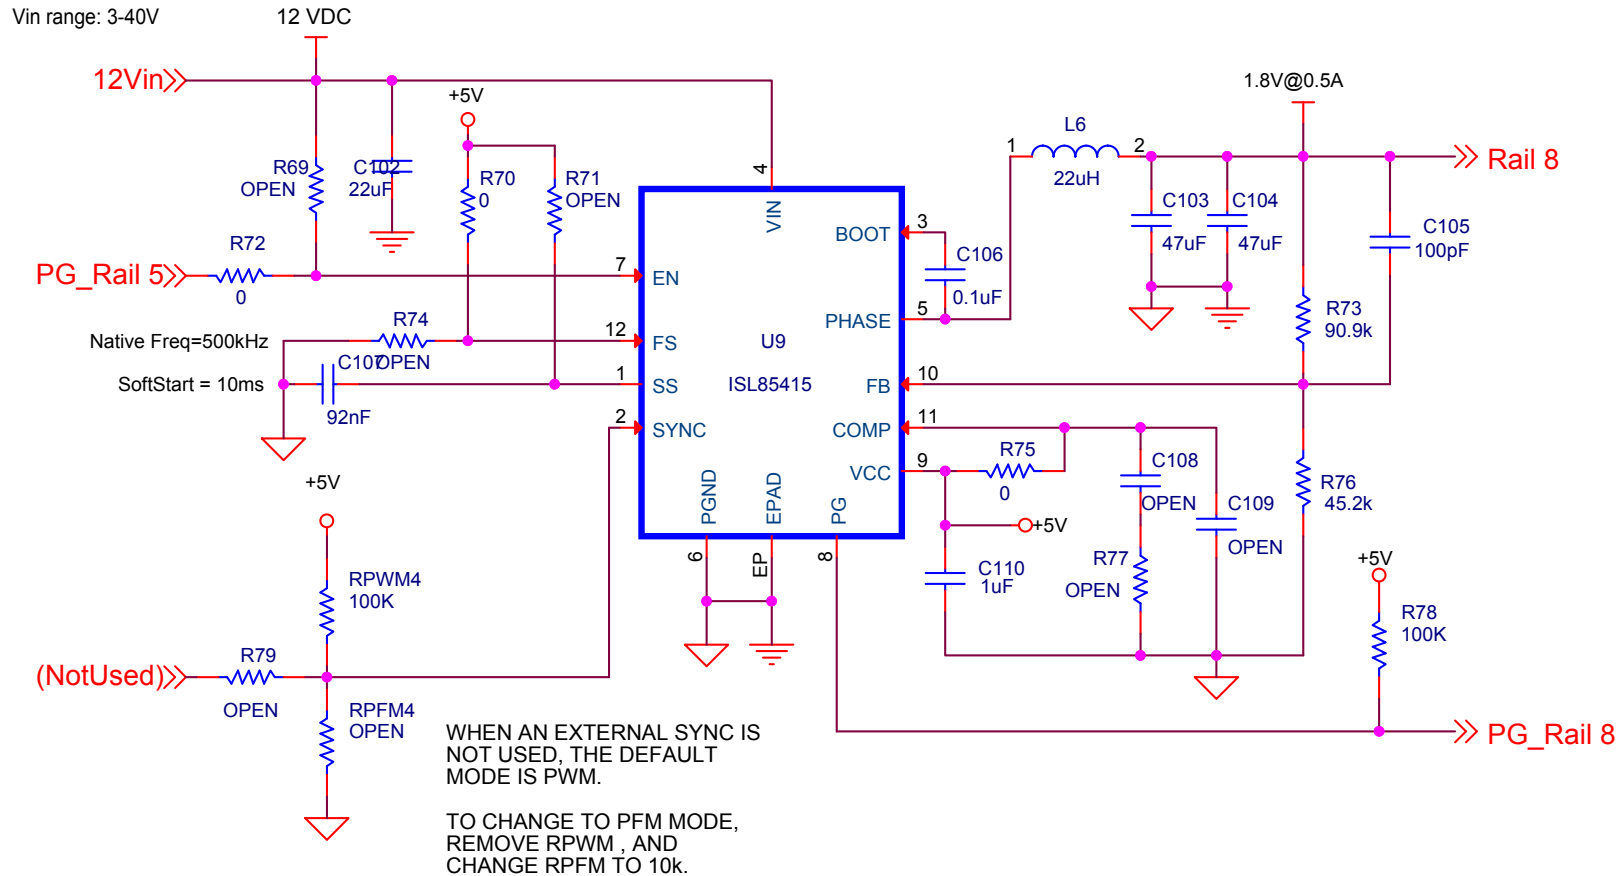 Vin range: 3-40V
12 VDC
12Vin
+5V
1.8V@0.5A
R69
OPEN
C102
22uF
R70
0
R71
OPEN
4
VIN
L6
1
2
22uH
Rail 8
C103
47uF
C104
47uF
C105
100pF
R72
0
PG_Rail 5
7
EN
BOOT
3
C106
0.1uF
PHASE
5
R73
90.9k
Native Freq=500kHz
R74
OPEN
12
FS
U9
ISL85415
SoftStart = 10ms
C107
92nF
1
SS
FB
10
2
SYNC
COMP
11
VCC
9
R75
0
C108
OPEN
C109
OPEN
R76
45.2k
PGND
EPAD
PG
6
EP
8
+5V
C110
1uF
R77
OPEN
+5V
RPWM4
100K
+5V
R78
100K
(NotUsed)
R79
OPEN
RPFM4
OPEN
PG_Rail 8
WHEN AN EXTERNAL SYNC IS
NOT USED, THE DEFAULT
MODE IS PWM.
TO CHANGE TO PFM MODE,
REMOVE RPWM , AND
CHANGE RPFM TO 10k.